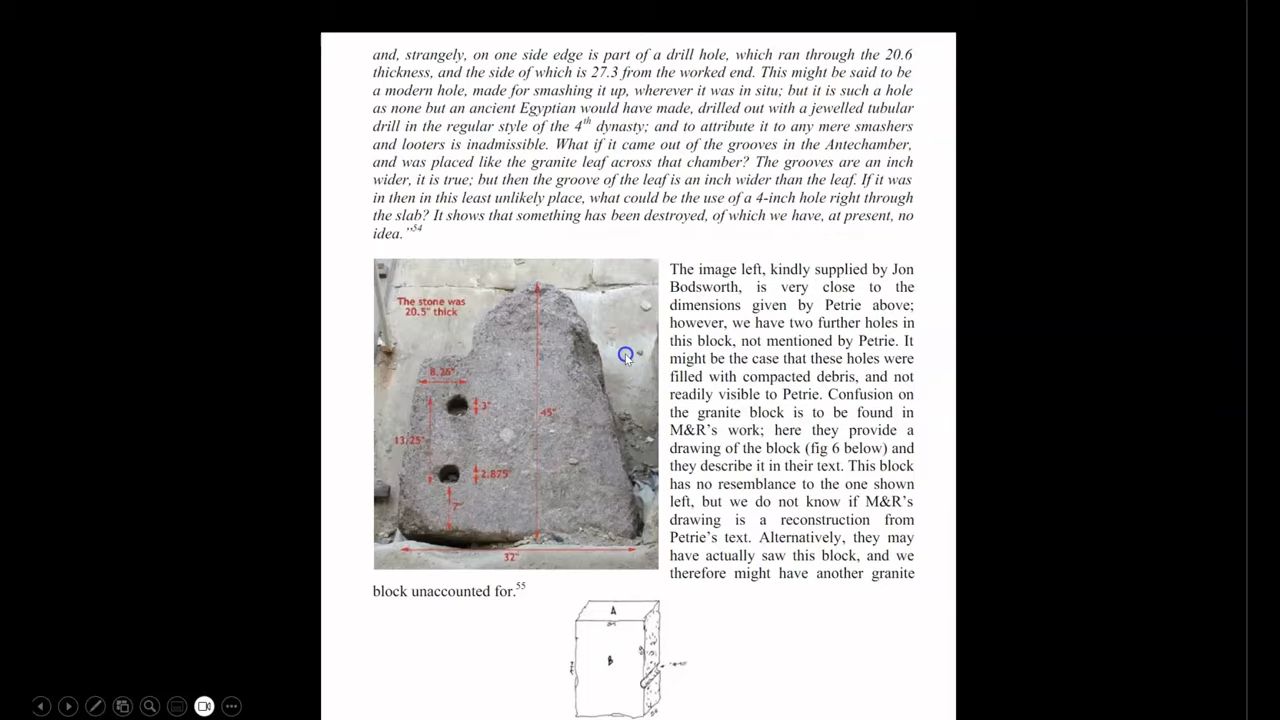 and, strangely, on one side edge is part of a drill hole, which ran through the 20.6
thickness, and the side of which is 27.3 from the worked end. This might be said to be
a modern hole, made for smashing it up, wherever it was in situ; but it is such a hole
as none but an ancient Egyptian would have made, drilled out with a jewelled tubular
drill in the regular style of the 4th dynasty; and to attribute it to any mere smashers
and looters is inadmissible. What if it came out of the grooves in the Antechamber,
and was placed like the granite leaf across that chamber? The grooves are an inch
wider, it is true; but then the groove of the leaf is an inch wider than the leaf. If it was
in then in this least unlikely place, what could be the use of a 4-inch hole right through
the slab? It shows that something has been destroyed, of which we have, at present, no
idea."54
The stone was
20.5" thick
8.25"
3"
45"
13.25"
2.875"
7"
32"
The image left, kindly supplied by Jon
Bodsworth, is very close to the
dimensions given by Petrie above;
however, we have two further holes in
this block, not mentioned by Petrie. It
might be the case that these holes were
filled with compacted debris, and not
readily visible to Petrie. Confusion on
the granite block is to be found in
M&R's work; here they provide a
drawing of the block (fig 6 below) and
they describe it in their text. This block
has no resemblance to the one shown
left, but we do not know if M&R's
drawing is a reconstruction from
Petrie's text. Alternatively, they may
have actually saw this block, and we
therefore might have another granite
block unaccounted for.55
A
B